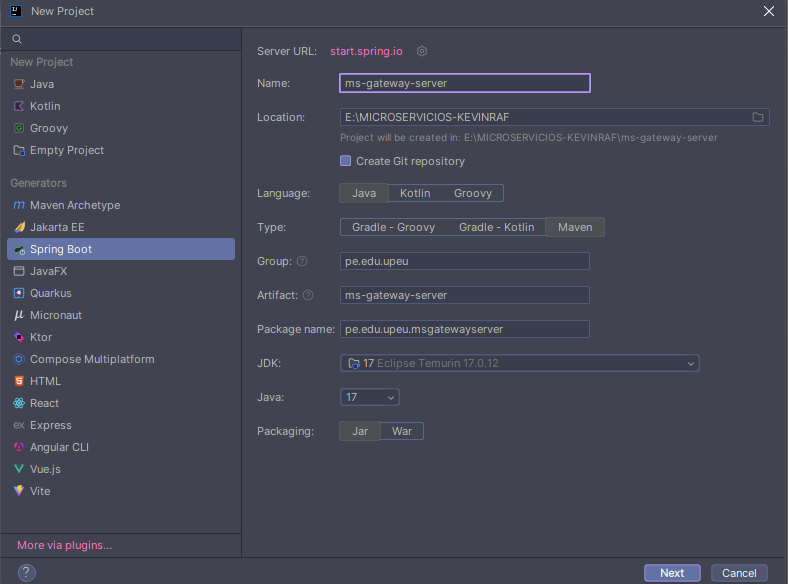 New Project
New Project
Java
Kotlin
Groovy
Empty Project
Generators
Maven Archetype
Jakarta EE
Spring Boot
JavaFX
Quarkus
Micronaut
Ktor
Compose Multiplatform
HTML
React
Express
Angular CLI
Vue.js
Vite
More via plugins...
Server URL: start.spring.io
Name: ms-gateway-server
Location: E:\MICROSERVICIOS-KEVINRAF
Project will be created in: E:\MICROSERVICIOS-KEVINRAF\ms-gateway-server
Create Git repository
Language: Java Kotlin Groovy
Type: Gradle - Groovy Gradle - Kotlin Maven
Group: pe.edu.upeu
Artifact: ms-gateway-server
Package name: pe.edu.upeu.msgatewayserver
JDK: 17 Eclipse Temurin 17.0.12
Java: 17
Packaging: Jar War
? Next Cancel